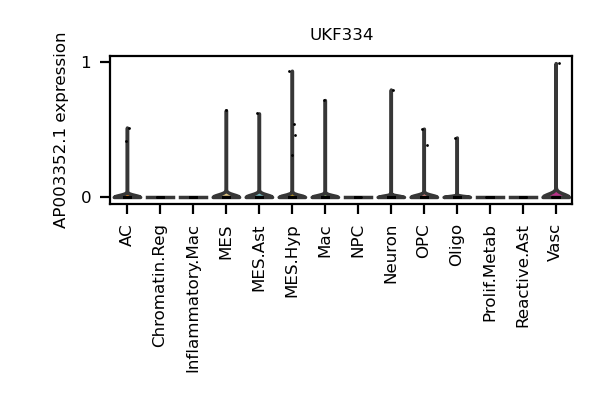 UKF334
AP003352.1 expression
1
0
AC
Chromatin.Reg
Inflammatory.Mac
MES
MES.Ast
MES.Hyp
Mac
NPC
Neuron
OPC
Oligo
Prolif.Metab
Reactive.Ast
Vasc